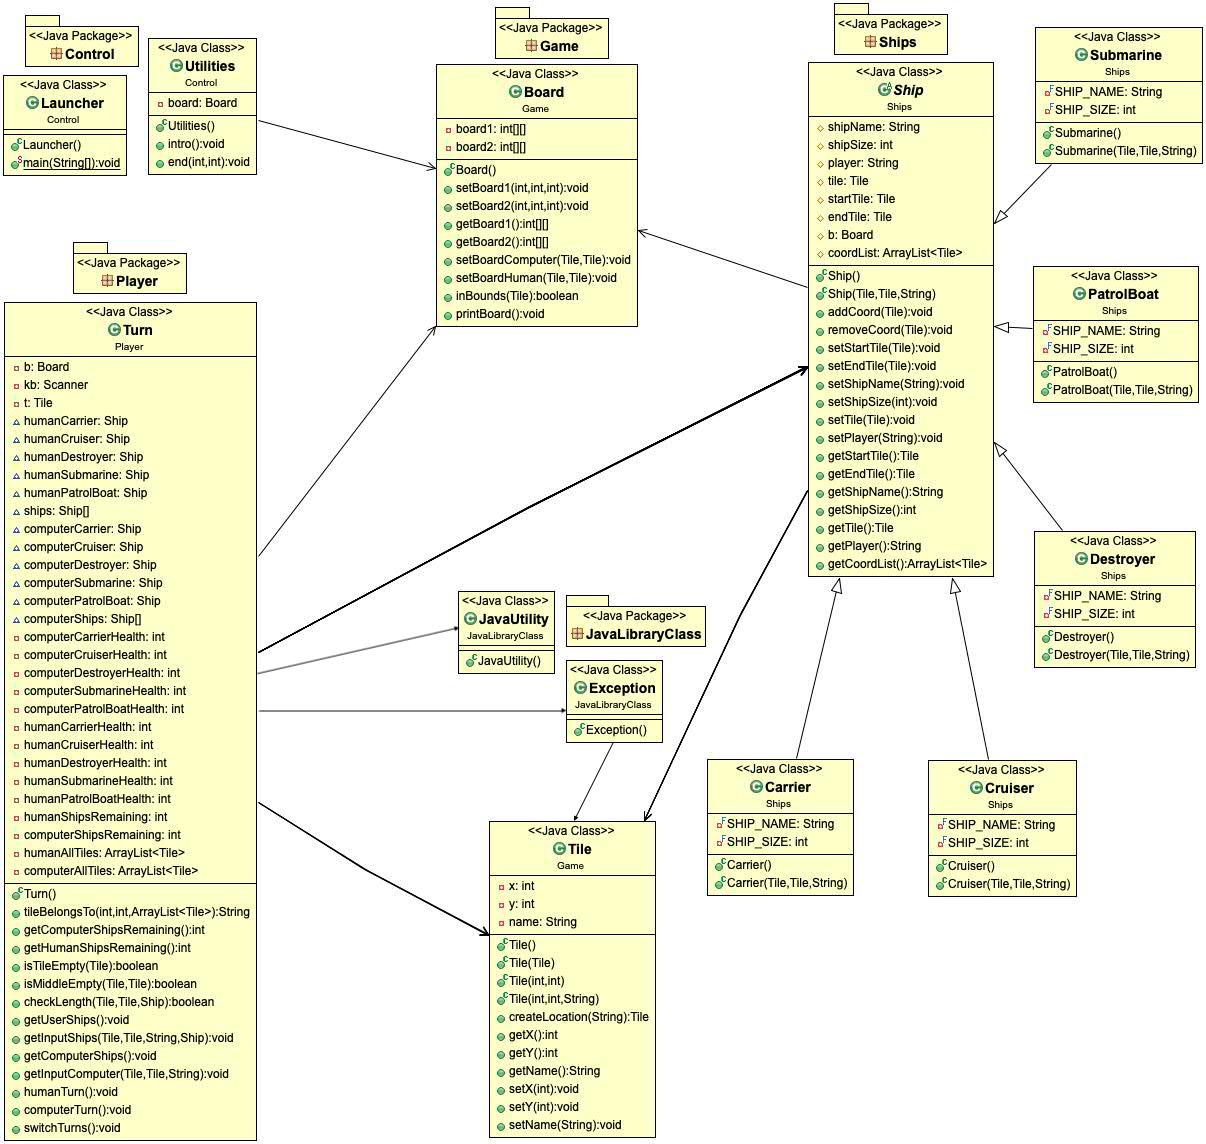 <<Java Package>>
Control
<<Java Class>>
Launcher
Control
Launcher()
main(String[]):void
<<Java Class>>
Utilities
Control
board: Board
Utilities()
intro():void
end(int,int):void
<<Java Package>>
Game
<<Java Class>>
Board
Game
board1: int[][]
board2: int[][]
Board()
setBoard1(int,int,int):void
setBoard2(int,int,int):void
getBoard1():int[][]
getBoard2():int[][]
setBoardComputer(Tile,Tile):void
setBoardHuman(Tile,Tile):void
inBounds(Tile):boolean
printBoard():void
<<Java Package>>
Ships
<<Java Class>>
Ship
Ships
shipName: String
shipSize: int
player: String
tile: Tile
startTile: Tile
endTile: Tile
b: Board
coordList: ArrayList<Tile>
Ship()
Ship(Tile,Tile,String)
addCoord(Tile):void
removeCoord(Tile):void
setStartTile(Tile):void
setEndTile(Tile):void
setShipName(String):void
setShipSize(int):void
setTile(Tile):void
setPlayer(String):void
getStartTile():Tile
getEndTile():Tile
getShipName():String
getShipSize():int
getTile():Tile
getPlayer():String
getCoordList():ArrayList<Tile>
<<Java Class>>
Submarine
Ships
SHIP_NAME: String
SHIP_SIZE: int
Submarine()
Submarine(Tile,Tile,String)
<<Java Class>>
PatrolBoat
Ships
SHIP_NAME: String
SHIP_SIZE: int
PatrolBoat()
PatrolBoat(Tile,Tile,String)
<<Java Class>>
Destroyer
Ships
SHIP_NAME: String
SHIP_SIZE: int
Destroyer()
Destroyer(Tile,Tile,String)
<<Java Package>>
Player
<<Java Class>>
Turn
Player
b: Board
kb: Scanner
t: Tile
humanCarrier: Ship
humanCruiser: Ship
humanDestroyer: Ship
humanSubmarine: Ship
humanPatrolBoat: Ship
ships: Ship[]
computerCarrier: Ship
computerCruiser: Ship
computerDestroyer: Ship
computerSubmarine: Ship
computerPatrolBoat: Ship
computerShips: Ship[]
computerCarrierHealth: int
computerCruiserHealth: int
computerDestroyerHealth: int
computerSubmarineHealth: int
computerPatrolBoatHealth: int
humanCarrierHealth: int
humanCruiserHealth: int
humanDestroyerHealth: int
humanSubmarineHealth: int
humanPatrolBoatHealth: int
humanShipsRemaining: int
computerShipsRemaining: int
humanAllTiles: ArrayList<Tile>
computerAllTiles: ArrayList<Tile>
Turn()
tileBelongsTo(int,int,ArrayList<Tile>):String
getComputerShipsRemaining():int
getHumanShipsRemaining():int
isTileEmpty(Tile):boolean
isMiddleEmpty(Tile,Tile):boolean
checkLength(Tile,Tile,Ship):boolean
getUserShips():void
getInputShips(Tile,Tile,String,Ship):void
getComputerShips():void
getInputComputer(Tile,Tile,String):void
humanTurn():void
computerTurn():void
switchTurns():void
<<Java Class>>
JavaUtility
JavaLibraryClass
JavaUtility()
<<Java Package>>
JavaLibraryClass
<<Java Class>>
Exception
JavaLibraryClass
Exception()
<<Java Class>>
Tile
Game
x: int
y: int
name: String
Tile()
Tile(Tile)
Tile(int,int)
Tile(int,int,String)
createLocation(String):Tile
getX():int
getY():int
getName():String
setX(int):void
setY(int):void
setName(String):void
<<Java Class>>
Carrier
Ships
SHIP_NAME: String
SHIP_SIZE: int
Carrier()
Carrier(Tile,Tile,String)
<<Java Class>>
Cruiser
Ships
SHIP_NAME: String
SHIP_SIZE: int
Cruiser()
Cruiser(Tile,Tile,String)